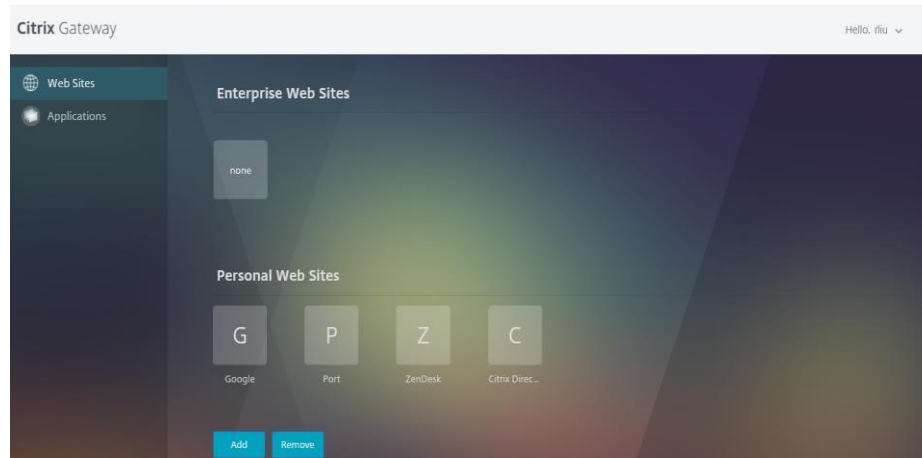 Citrix Gateway
Hello, rliu
Web Sites
Applications
Enterprise Web Sites
none
Personal Web Sites
G P Z C
Google Port ZenDesk Citrix Direc...
Add Remove